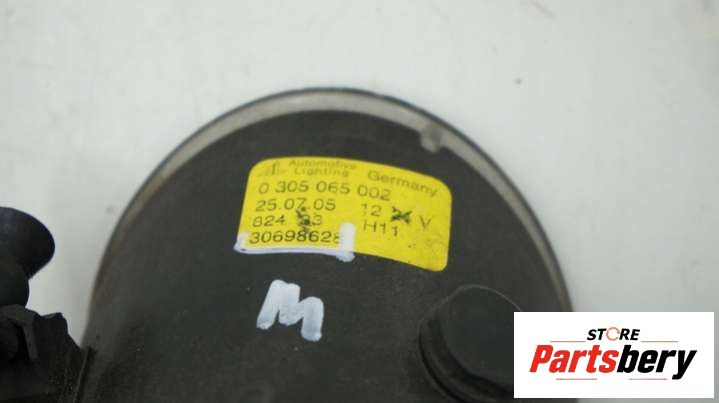 Automotive Lighting Germany
0 305 065 002
25.07.05 12 V
H11
30698628
M
STORE
Partsbery